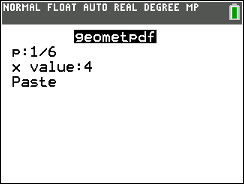 NORMAL FLOAT AUTO REAL DEGREE MP
geometpdf
p:1/6
x value:4
Paste